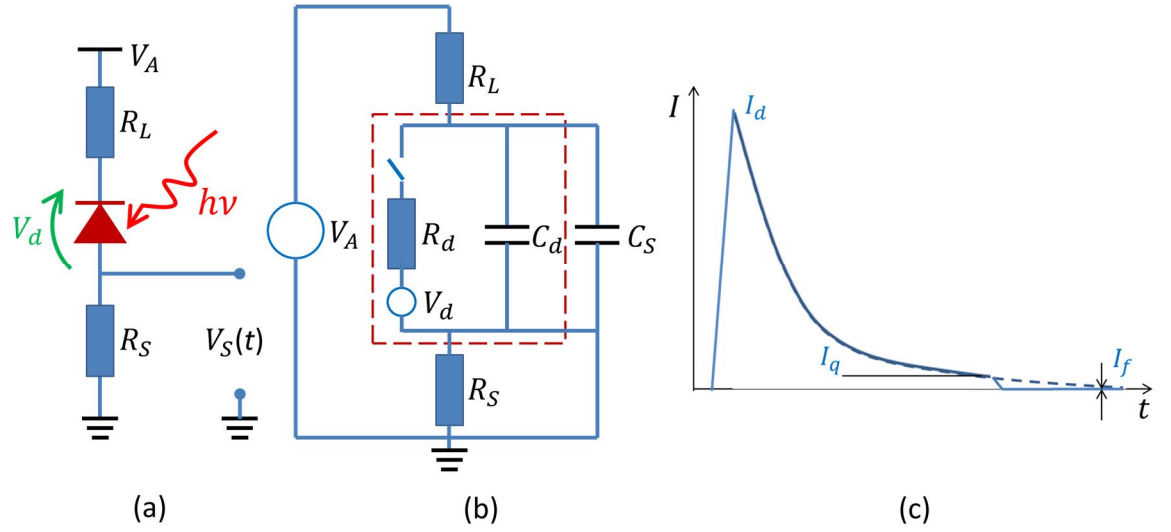 V_A
R_L
hν
V_d
R_S
V_S(t)
(a)
R_L
V_A
R_d
C_d
C_S
V_d
R_S
(b)
I
I_d
I_q
I_f
t
(c)